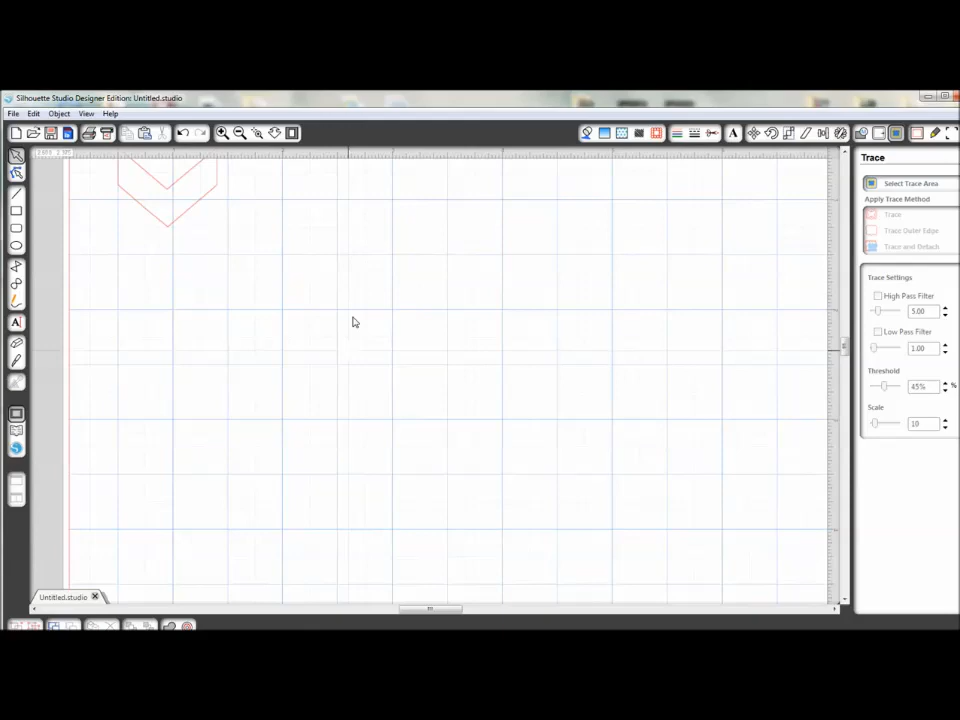 Silhouette Studio Designer Edition: Untitled.studio
File Edit Object View Help
A
Trace
Select Trace Area
Apply Trace Method
Trace
Trace Outer Edge
Trace and Detach
Trace Settings
High Pass Filter
5.00
Low Pass Filter
1.00
Threshold
45% %
Scale
10
A
Untitled.studio